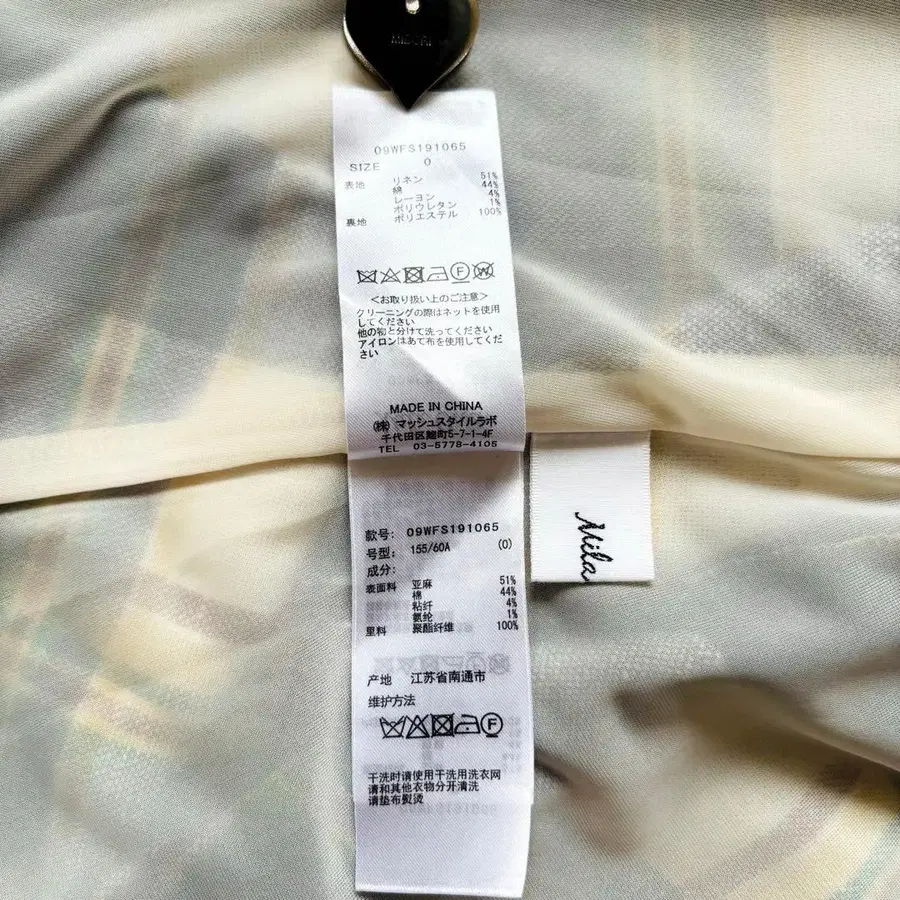 09WFS191065
SIZE 0
表地 リネン 51%
綿 44%
レーヨン 4%
ポリウレタン 1%
裏地 ポリエステル 100%
F W
<お取り扱い上のご注意>
クリーニングの際はネットを使用
してください
他の物と分けて洗ってください
アイロンはあて布を使用してくだ
さい
MADE IN CHINA
(株) マッシュスタイルラボ
千代田区麹町5-7-1-4F
TEL 03-5778-4105
款号: 09WFS191065
号型: 155/60A (0)
成分:
表面料 亚麻 51%
棉 44%
粘纤 4%
氨纶 1%
里料 聚酯纤维 100%
产地 江苏省南通市
维护方法
F
干洗时请使用干洗用洗衣网
请和其他衣物分开清洗
请垫布熨烫
Mila